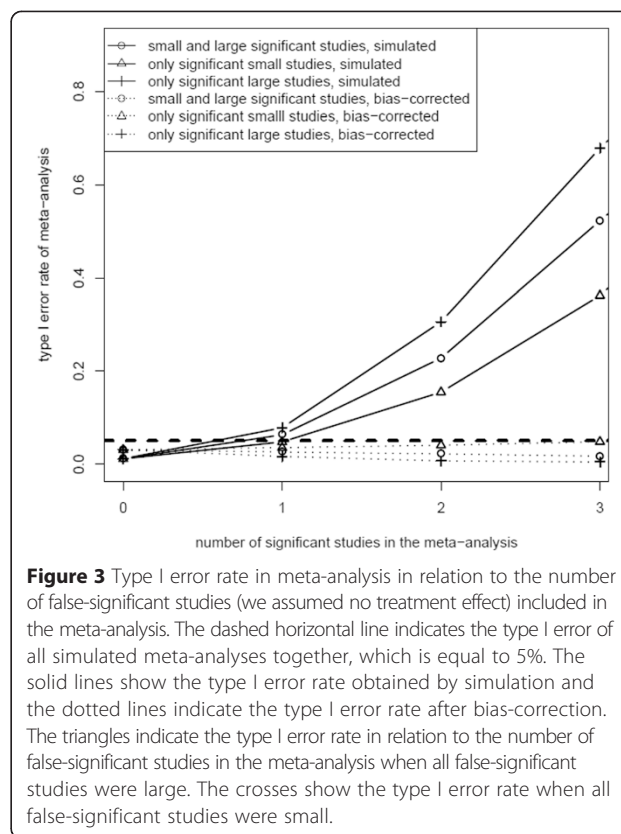 small and large significant studies, simulated
only significant small studies, simulated
only significant large studies, simulated
small and large significant studies, bias−corrected
only significant smalll studies, bias−corrected
only significant large studies, bias−corrected
type I error rate of meta−analysis
0.8
0.6
0.4
0.2
0.0
0 1 2 3
number of significant studies in the meta−analysis
Figure 3 Type I error rate in meta-analysis in relation to the number
of false-significant studies (we assumed no treatment effect) included in
the meta-analysis. The dashed horizontal line indicates the type I error of
all simulated meta-analyses together, which is equal to 5%. The
solid lines show the type I error rate obtained by simulation and
the dotted lines indicate the type I error rate after bias-correction.
The triangles indicate the type I error rate in relation to the number of
false-significant studies in the meta-analysis when all false-significant
studies were large. The crosses show the type I error rate when all
false-significant studies were small.